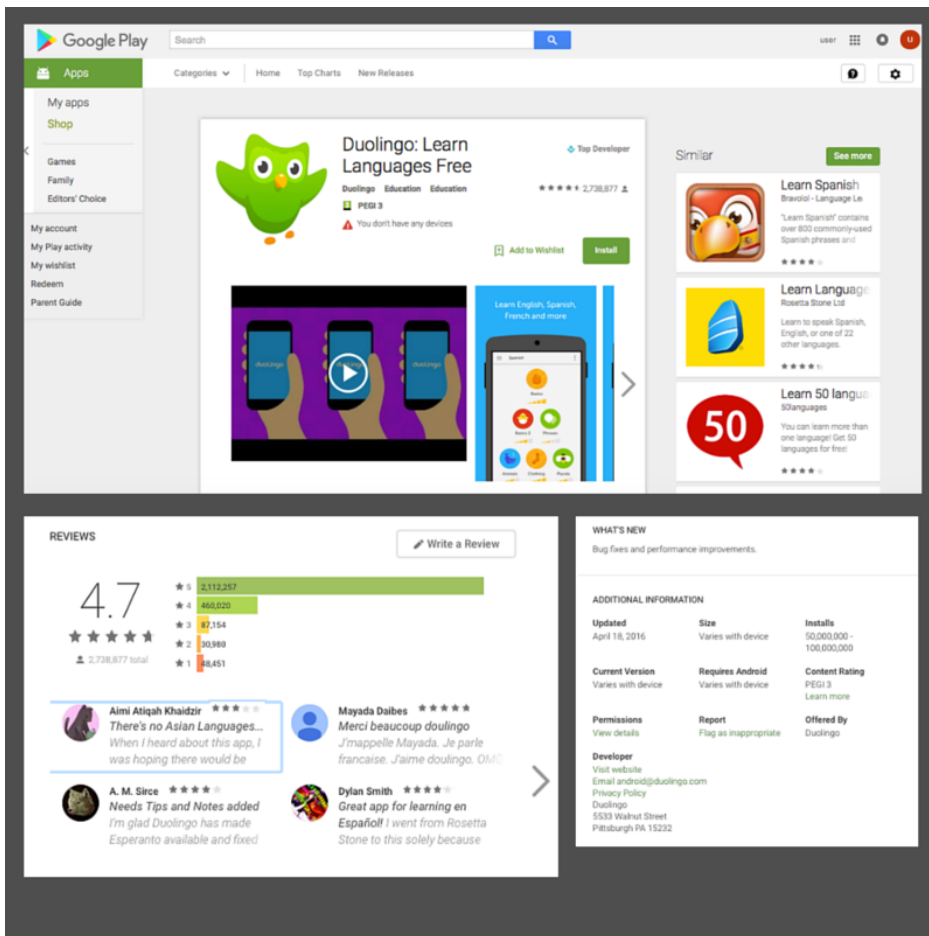 Google Play
Search
user
U
Apps
Categories
Home
Top Charts
New Releases
My apps
Shop
Games
Family
Editors' Choice
My account
My Play activity
My wishlist
Redeem
Parent Guide
Duolingo: Learn
Languages Free
Top Developer
Duolingo Education Education
2,738,877
PEGI 3
You don't have any devices
Add to Wishlist
Install
duolingo
duolingo
duolingo
Learn English, Spanish,
French and more
Spanish
Basics
Basics 2
Phrases
Animals
Clothing
Plurals
Similar
See more
Learn Spanish
Bravolol - Language Le
"Learn Spanish" contains
over 800 commonly-used
Spanish phrases and
Learn Language
Rosetta Stone Ltd
Learn to speak Spanish,
English, or one of 22
other languages.
50
Learn 50 langua
50languages
You can learn more than
one language! Get 50
languages for free!
REVIEWS
Write a Review
4.7
2,738,877 total
5 2,112,257
4 460,020
3 87,154
2 30,980
1 48,451
Aimi Atiqah Khaidzir
There's no Asian Languages...
When I heard about this app, I
was hoping there would be
Mayada Daibes
Merci beaucoup doulingo
J'mappelle Mayada. Je parle
francaise. J'aime doulingo. OMG
A. M. Sirce
Needs Tips and Notes added
I'm glad Duolingo has made
Esperanto available and fixed
Dylan Smith
Great app for learning en
Español! I went from Rosetta
Stone to this solely because
WHAT'S NEW
Bug fixes and performance improvements.
ADDITIONAL INFORMATION
Updated
April 18, 2016
Size
Varies with device
Installs
50,000,000 -
100,000,000
Current Version
Varies with device
Requires Android
Varies with device
Content Rating
PEGI 3
Learn more
Permissions
View details
Report
Flag as inappropriate
Offered By
Duolingo
Developer
Visit website
Email android@duolingo.com
Privacy Policy
Duolingo
5533 Walnut Street
Pittsburgh PA 15232